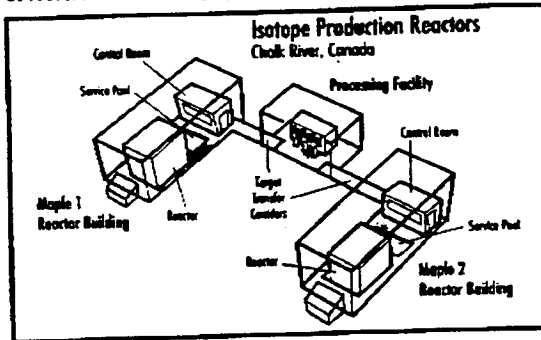 Isotope Production Reactors
Chalk River, Canada
Control Room
Processing Facility
Service Pool
Control Room
Target
Transfer
Corridors
Maple 1
Reactor Building
Reactor
Service Pool
Reactor
Maple 2
Reactor Building